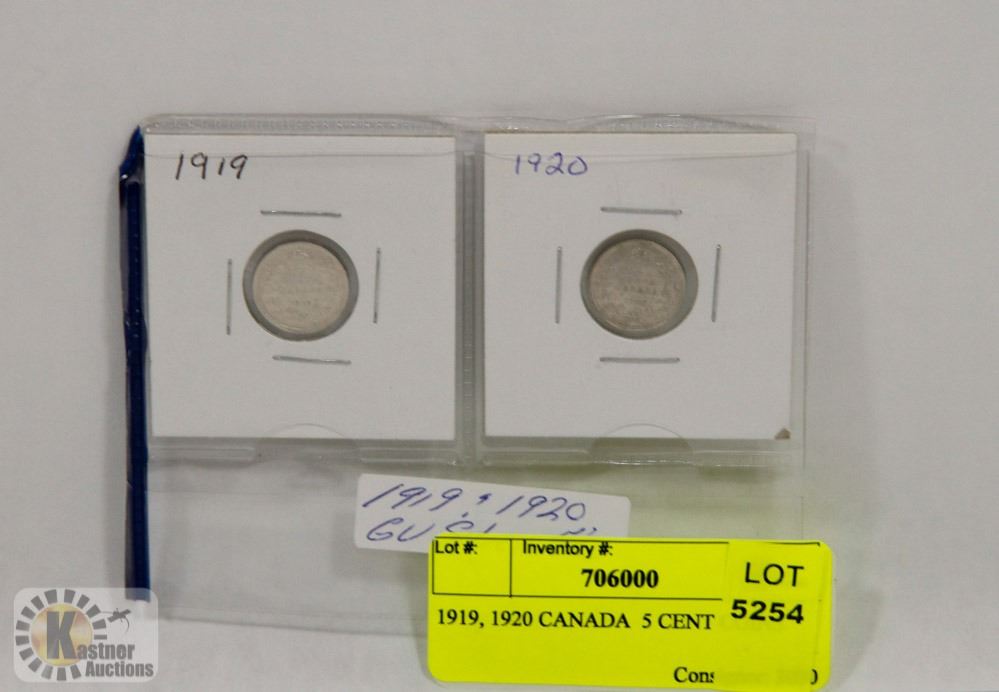 1919
1920
1919 & 1920
Lot #:
Inventory #:
706000
LOT
5254
1919, 1920 CANADA 5 CENT
Kastner
Auctions